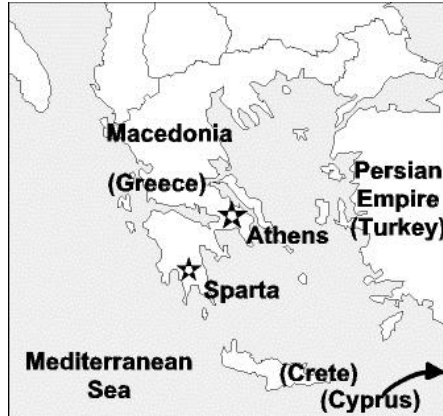 Macedonia
(Greece)
Persian
Empire
(Turkey)
Athens
Sparta
Mediterranean
Sea
(Crete)
(Cyprus)